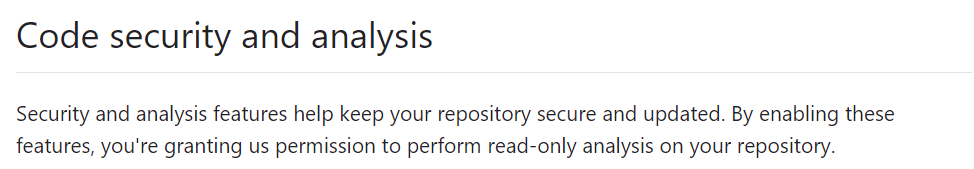 Code security and analysis
Security and analysis features help keep your repository secure and updated. By enabling these
features, you're granting us permission to perform read-only analysis on your repository.